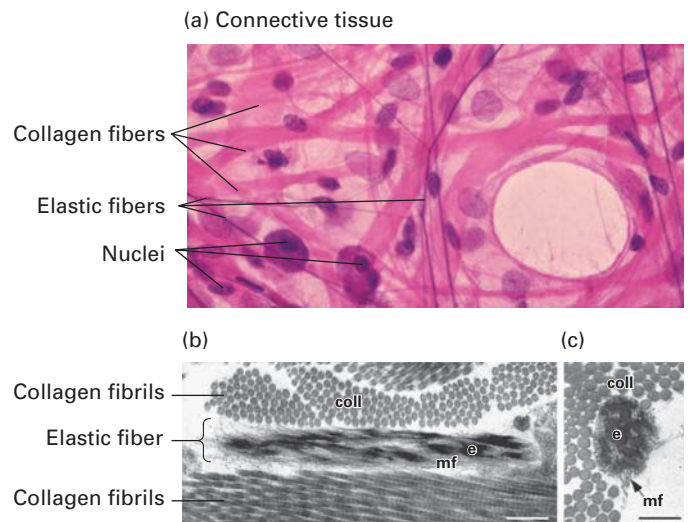 (a) Connective tissue
Collagen fibers
Elastic fibers
Nuclei
(b)
(c)
Collagen fibrils
coll
coll
Elastic fiber
e
e
mf
mf
Collagen fibrils